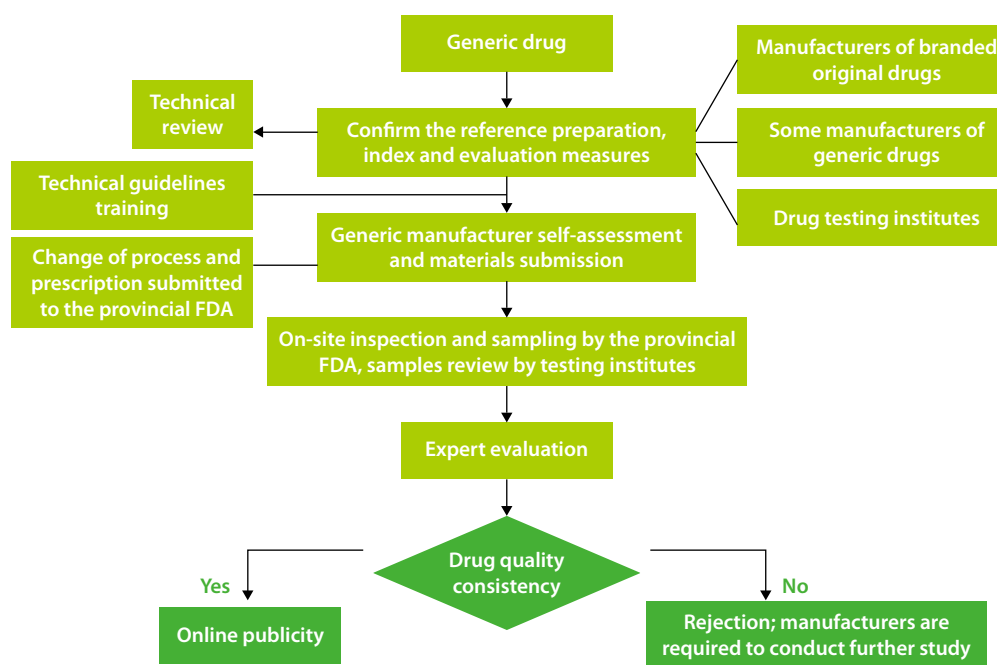 Generic drug
Manufacturers of branded
original drugs
Technical
review
Confirm the reference preparation,
index and evaluation measures
Some manufacturers of
generic drugs
Technical guidelines
training
Drug testing institutes
Generic manufacturer self-assessment
and materials submission
Change of process and
prescription submitted
to the provincial FDA
On-site inspection and sampling by the provincial
FDA, samples review by testing institutes
Expert evaluation
Drug quality
consistency
Yes
No
Online publicity
Rejection; manufacturers are
required to conduct further study